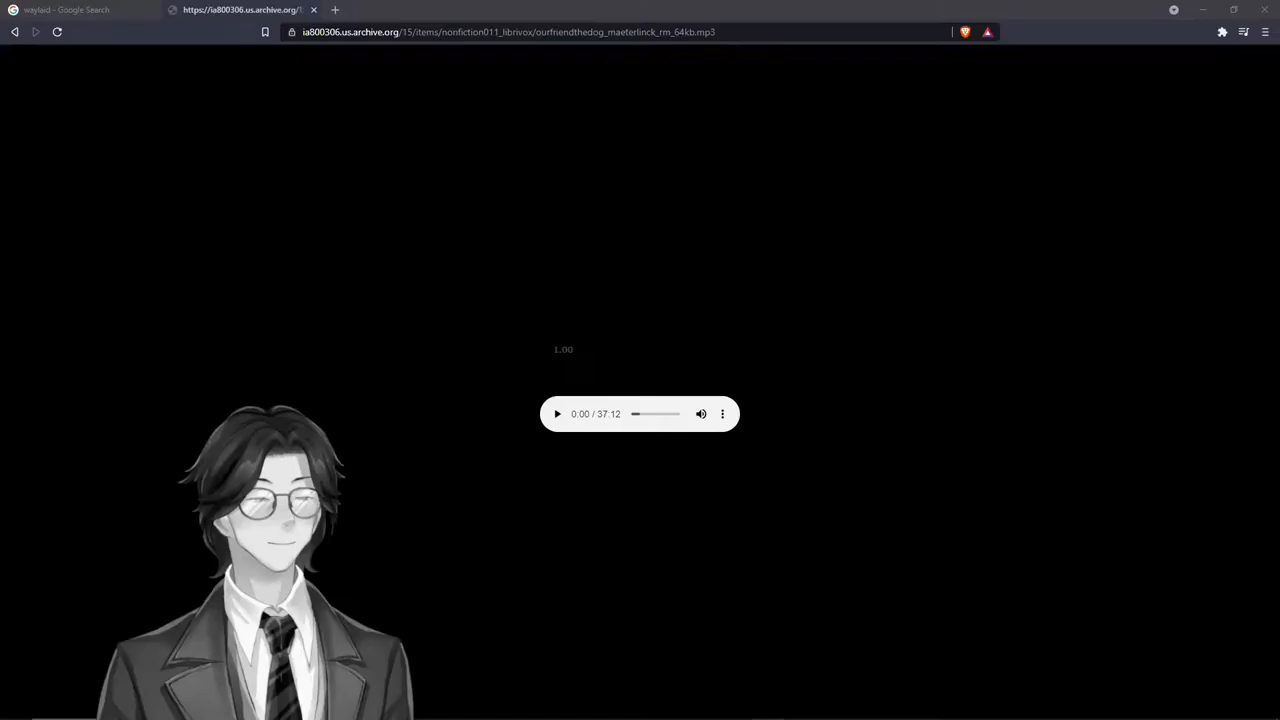 waylaid - Google Search
https://ia800306.us.archive.org/1
ia800306.us.archive.org/15/items/nonfiction011_librivox/ourfriendthedog_maeterlinck_rm_64kb.mp3
1.00
0:00 / 37:12